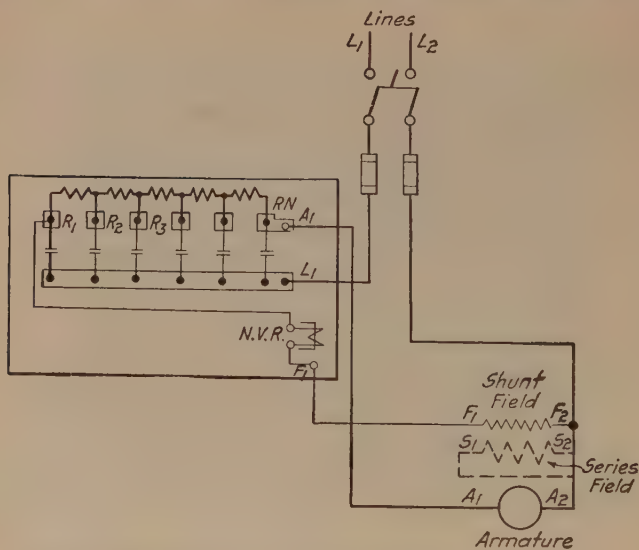 Lines
L1 L2
R1 R2 R3 RN A1
L1
N.V.R.
F1
Shunt
Field
F1 F2
S1 S2
Series
Field
A1 A2
Armature